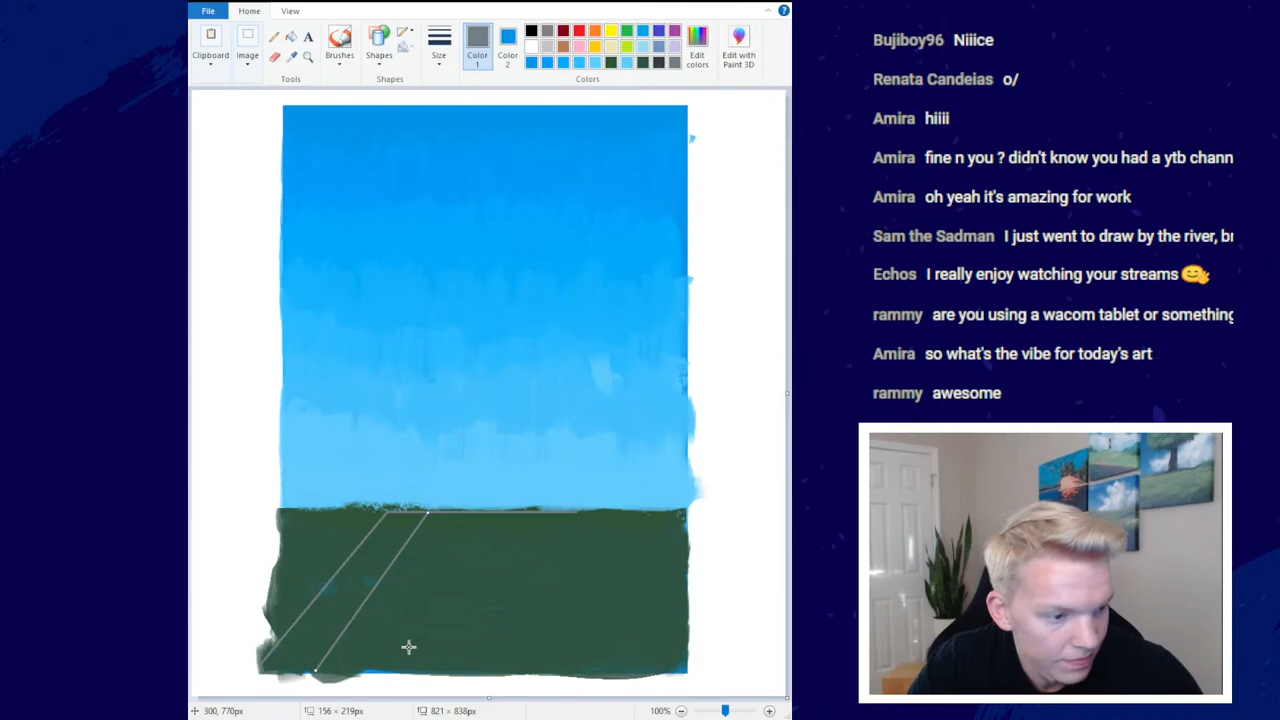 File
Home
View
Clipboard
Image
Tools
Brushes
Shapes
Shapes
Size
Color 1
Color 2
Edit colors
Colors
Edit with Paint 3D
300, 770px
156 × 219px
821 × 838px
100%
Bujiboy96 Niiice
Renata Candeias o/
Amira hiiii
Amira fine n you ? didn't know you had a ytb chann
Amira oh yeah it's amazing for work
Sam the Sadman I just went to draw by the river, br
Echos I really enjoy watching your streams
rammy are you using a wacom tablet or something
Amira so what's the vibe for today's art
rammy awesome